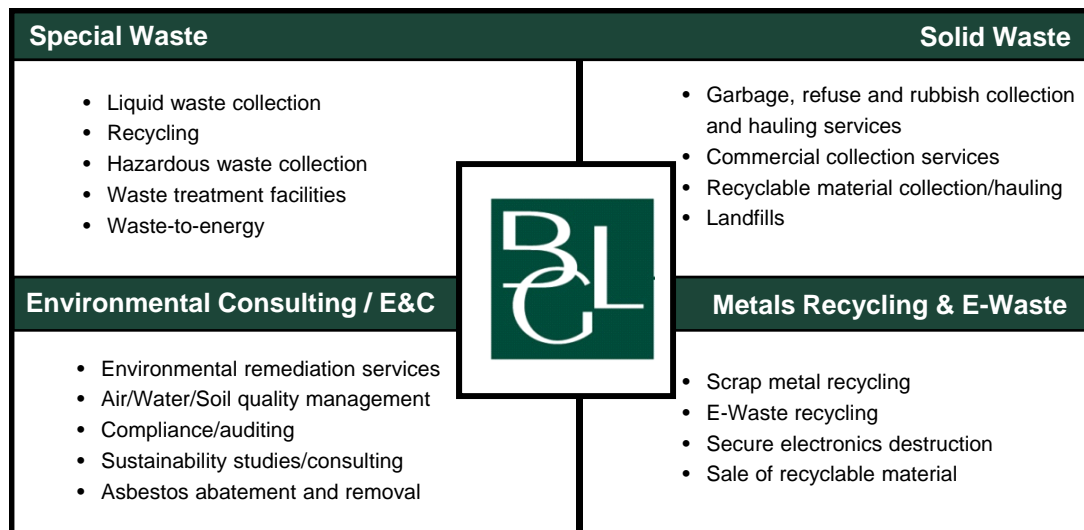 Special Waste
• Liquid waste collection
• Recycling
• Hazardous waste collection
• Waste treatment facilities
• Waste-to-energy
Solid Waste
• Garbage, refuse and rubbish collection
and hauling services
• Commercial collection services
• Recyclable material collection/hauling
• Landfills
BGL
Environmental Consulting / E&C
• Environmental remediation services
• Air/Water/Soil quality management
• Compliance/auditing
• Sustainability studies/consulting
• Asbestos abatement and removal
Metals Recycling & E-Waste
• Scrap metal recycling
• E-Waste recycling
• Secure electronics destruction
• Sale of recyclable material